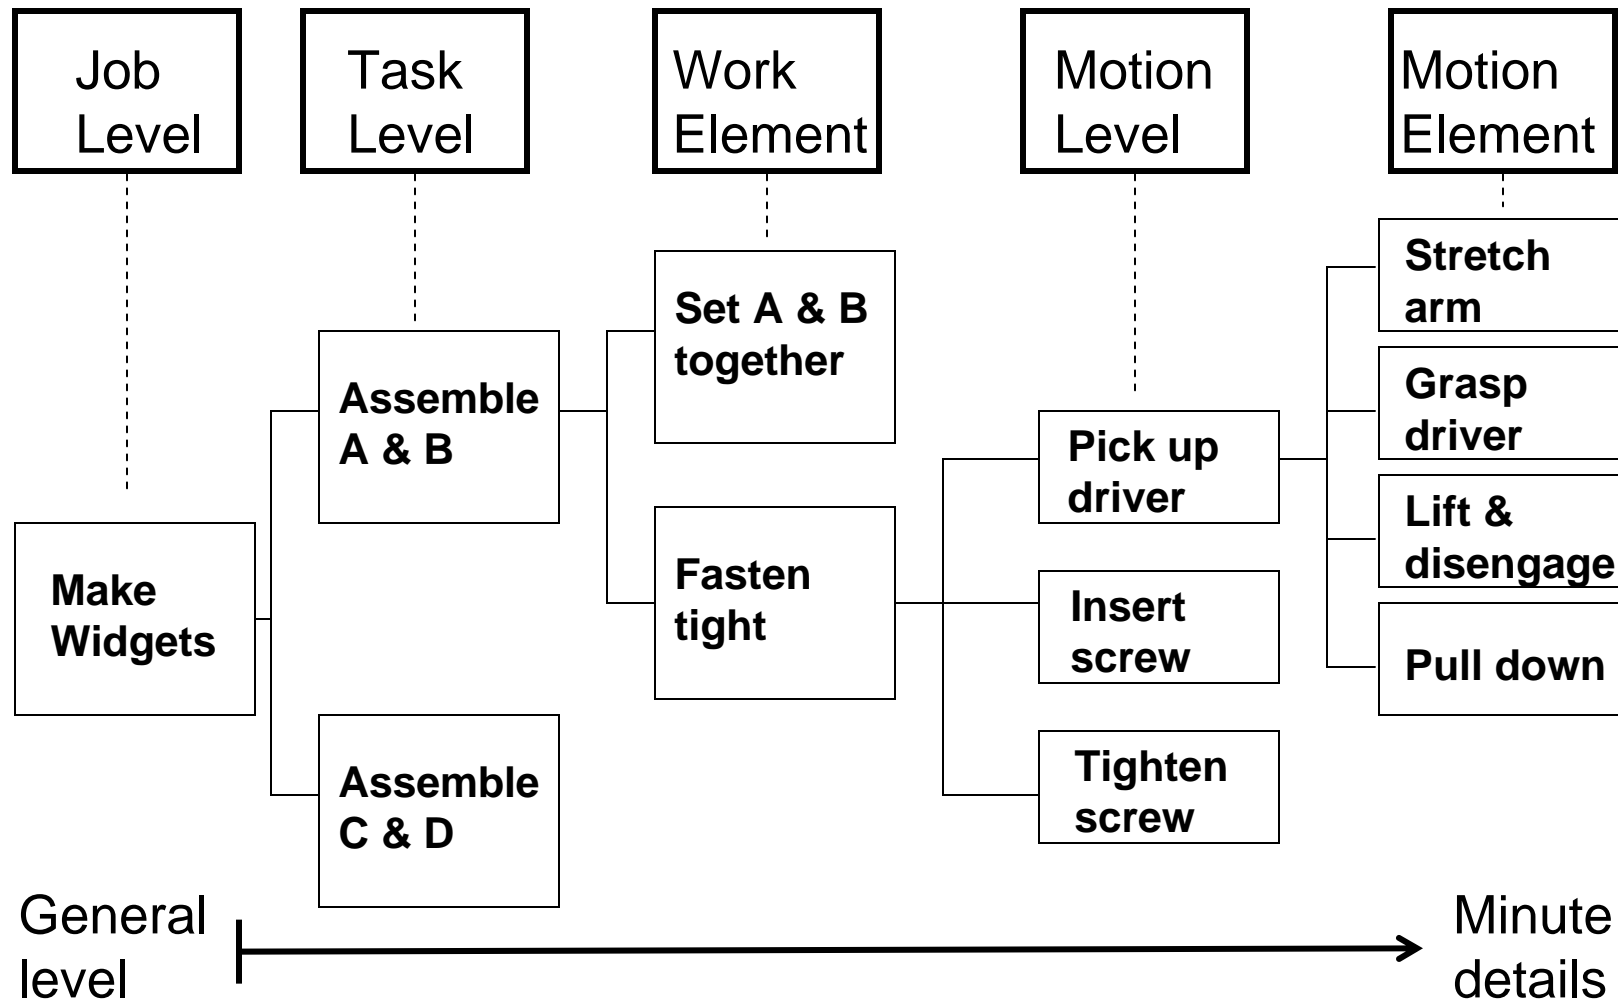 Job
Level
Task
Level
Work
Element
Motion
Level
Motion
Element
Make
Widgets
Assemble
A & B
Assemble
C & D
Set A & B
together
Fasten
tight
Pick up
driver
Insert
screw
Tighten
screw
Stretch
arm
Grasp
driver
Lift &
disengage
Pull down
General
level
Minute
details